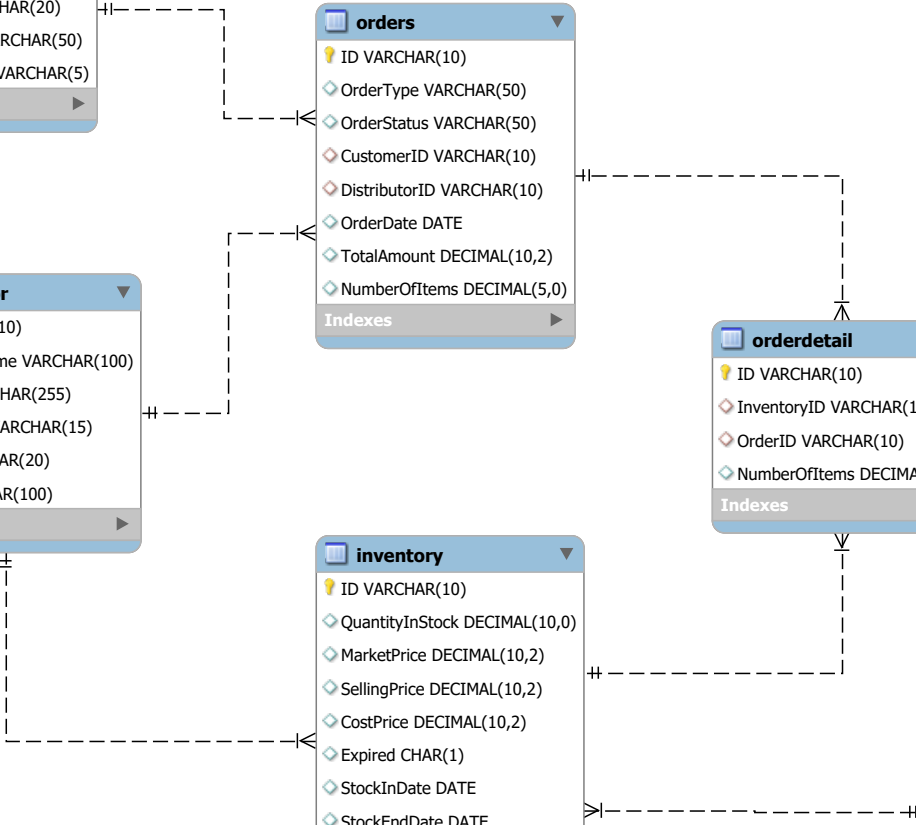 HAR(20)
RCHAR(50)
VARCHAR(5)
orders
ID VARCHAR(10)
OrderType VARCHAR(50)
OrderStatus VARCHAR(50)
CustomerID VARCHAR(10)
DistributorID VARCHAR(10)
OrderDate DATE
TotalAmount DECIMAL(10,2)
NumberOfItems DECIMAL(5,0)
Indexes
r
10)
me VARCHAR(100)
HAR(255)
ARCHAR(15)
AR(20)
R(100)
orderdetail
ID VARCHAR(10)
InventoryID VARCHAR(1
OrderID VARCHAR(10)
NumberOfItems DECIMA
Indexes
inventory
ID VARCHAR(10)
QuantityInStock DECIMAL(10,0)
MarketPrice DECIMAL(10,2)
SellingPrice DECIMAL(10,2)
CostPrice DECIMAL(10,2)
Expired CHAR(1)
StockInDate DATE
StockEndDate DATE